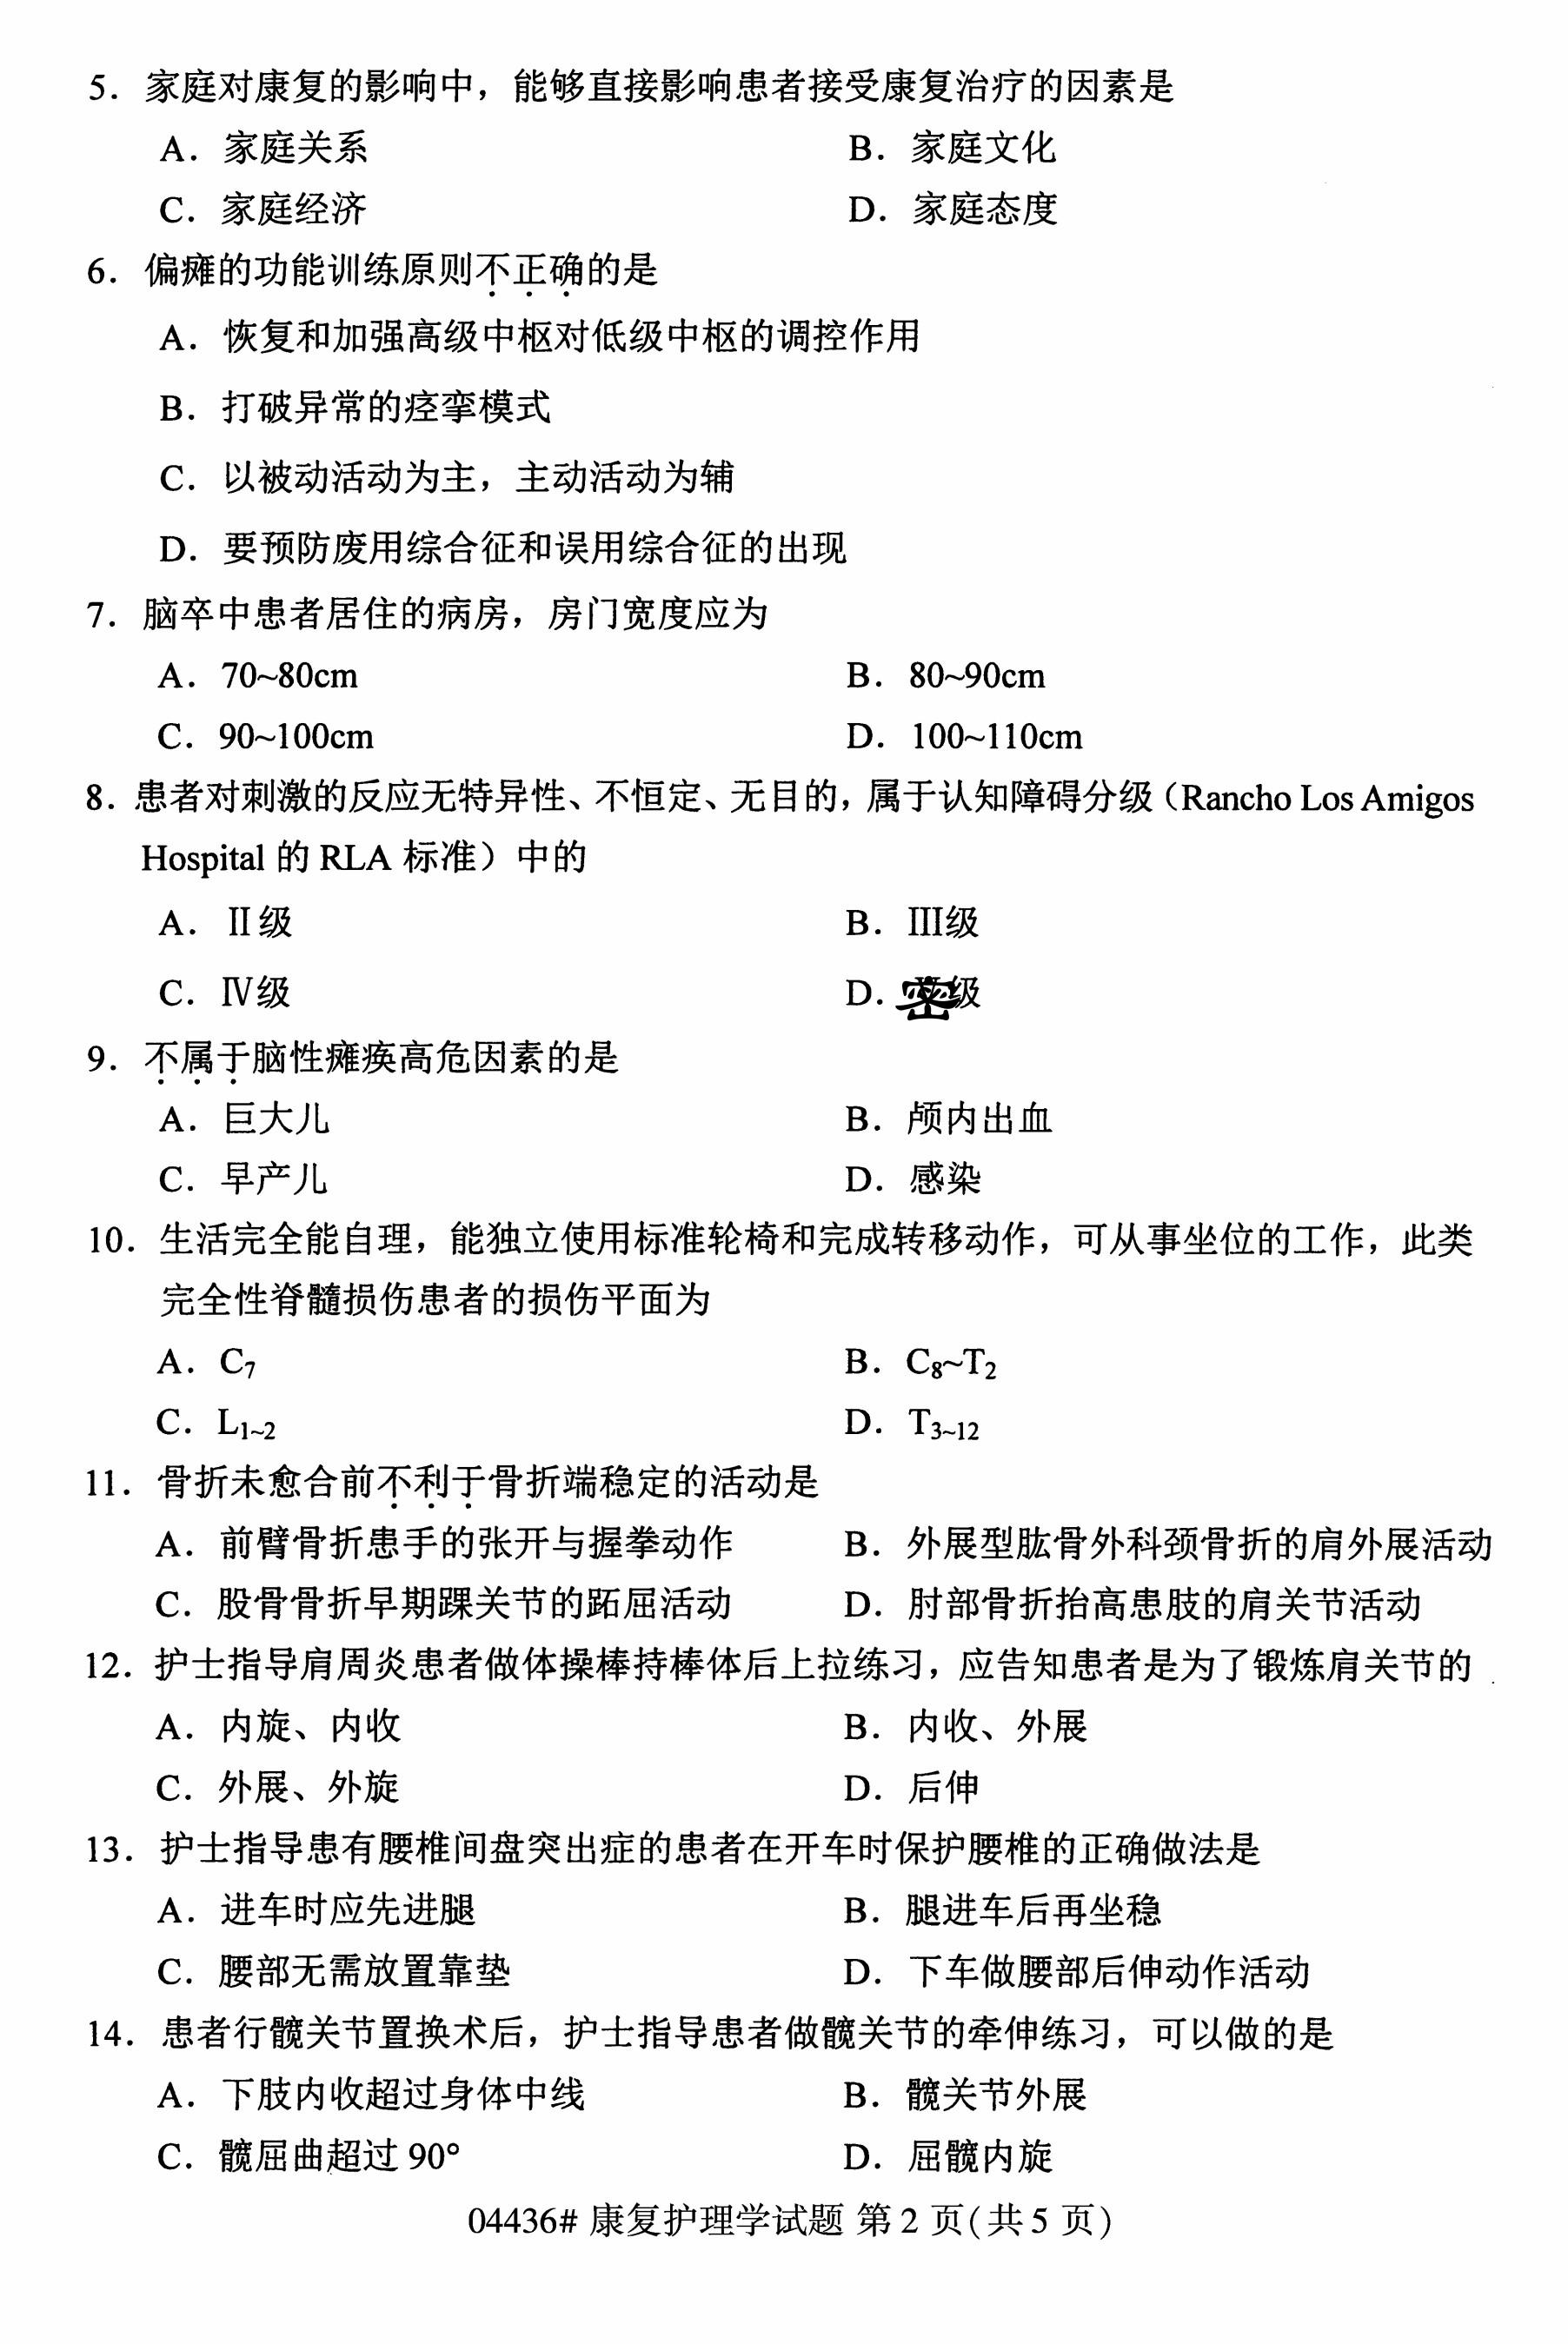 5．家庭对康复的影响中，能够直接影响患者接受康复治疗的因素是
A．家庭关系 B．家庭文化
C．家庭经济 D．家庭态度
6．偏瘫的功能训练原则不正确的是
A．恢复和加强高级中枢对低级中枢的调控作用
B．打破异常的痉挛模式
C．以被动活动为主，主动活动为辅
D．要预防废用综合征和误用综合征的出现
7．脑卒中患者居住的病房，房门宽度应为
A．70~80cm B．80~90cm
C．90~100cm D．100~110cm
8．患者对刺激的反应无特异性、不恒定、无目的，属于认知障碍分级（Rancho Los Amigos
Hospital 的 RLA 标准）中的
A．Ⅱ级 B．Ⅲ级
C．Ⅳ级 D．密级
9．不属于脑性瘫痪高危因素的是
A．巨大儿 B．颅内出血
C．早产儿 D．感染
10．生活完全能自理，能独立使用标准轮椅和完成转移动作，可从事坐位的工作，此类
完全性脊髓损伤患者的损伤平面为
A．C₇ B．C₈~T₂
C．L₁~₂ D．T₃~₁₂
11．骨折未愈合前不利于骨折端稳定的活动是
A．前臂骨折患手的张开与握拳动作 B．外展型肱骨外科颈骨折的肩外展活动
C．股骨骨折早期踝关节的跖屈活动 D．肘部骨折抬高患肢的肩关节活动
12．护士指导肩周炎患者做体操棒持棒体后上拉练习，应告知患者是为了锻炼肩关节的
A．内旋、内收 B．内收、外展
C．外展、外旋 D．后伸
13．护士指导患有腰椎间盘突出症的患者在开车时保护腰椎的正确做法是
A．进车时应先进腿 B．腿进车后再坐稳
C．腰部无需放置靠垫 D．下车做腰部后伸动作活动
14．患者行髋关节置换术后，护士指导患者做髋关节的牵伸练习，可以做的是
A．下肢内收超过身体中线 B．髋关节外展
C．髋屈曲超过 90° D．屈髋内旋
04436# 康复护理学试题 第 2 页（共 5 页）